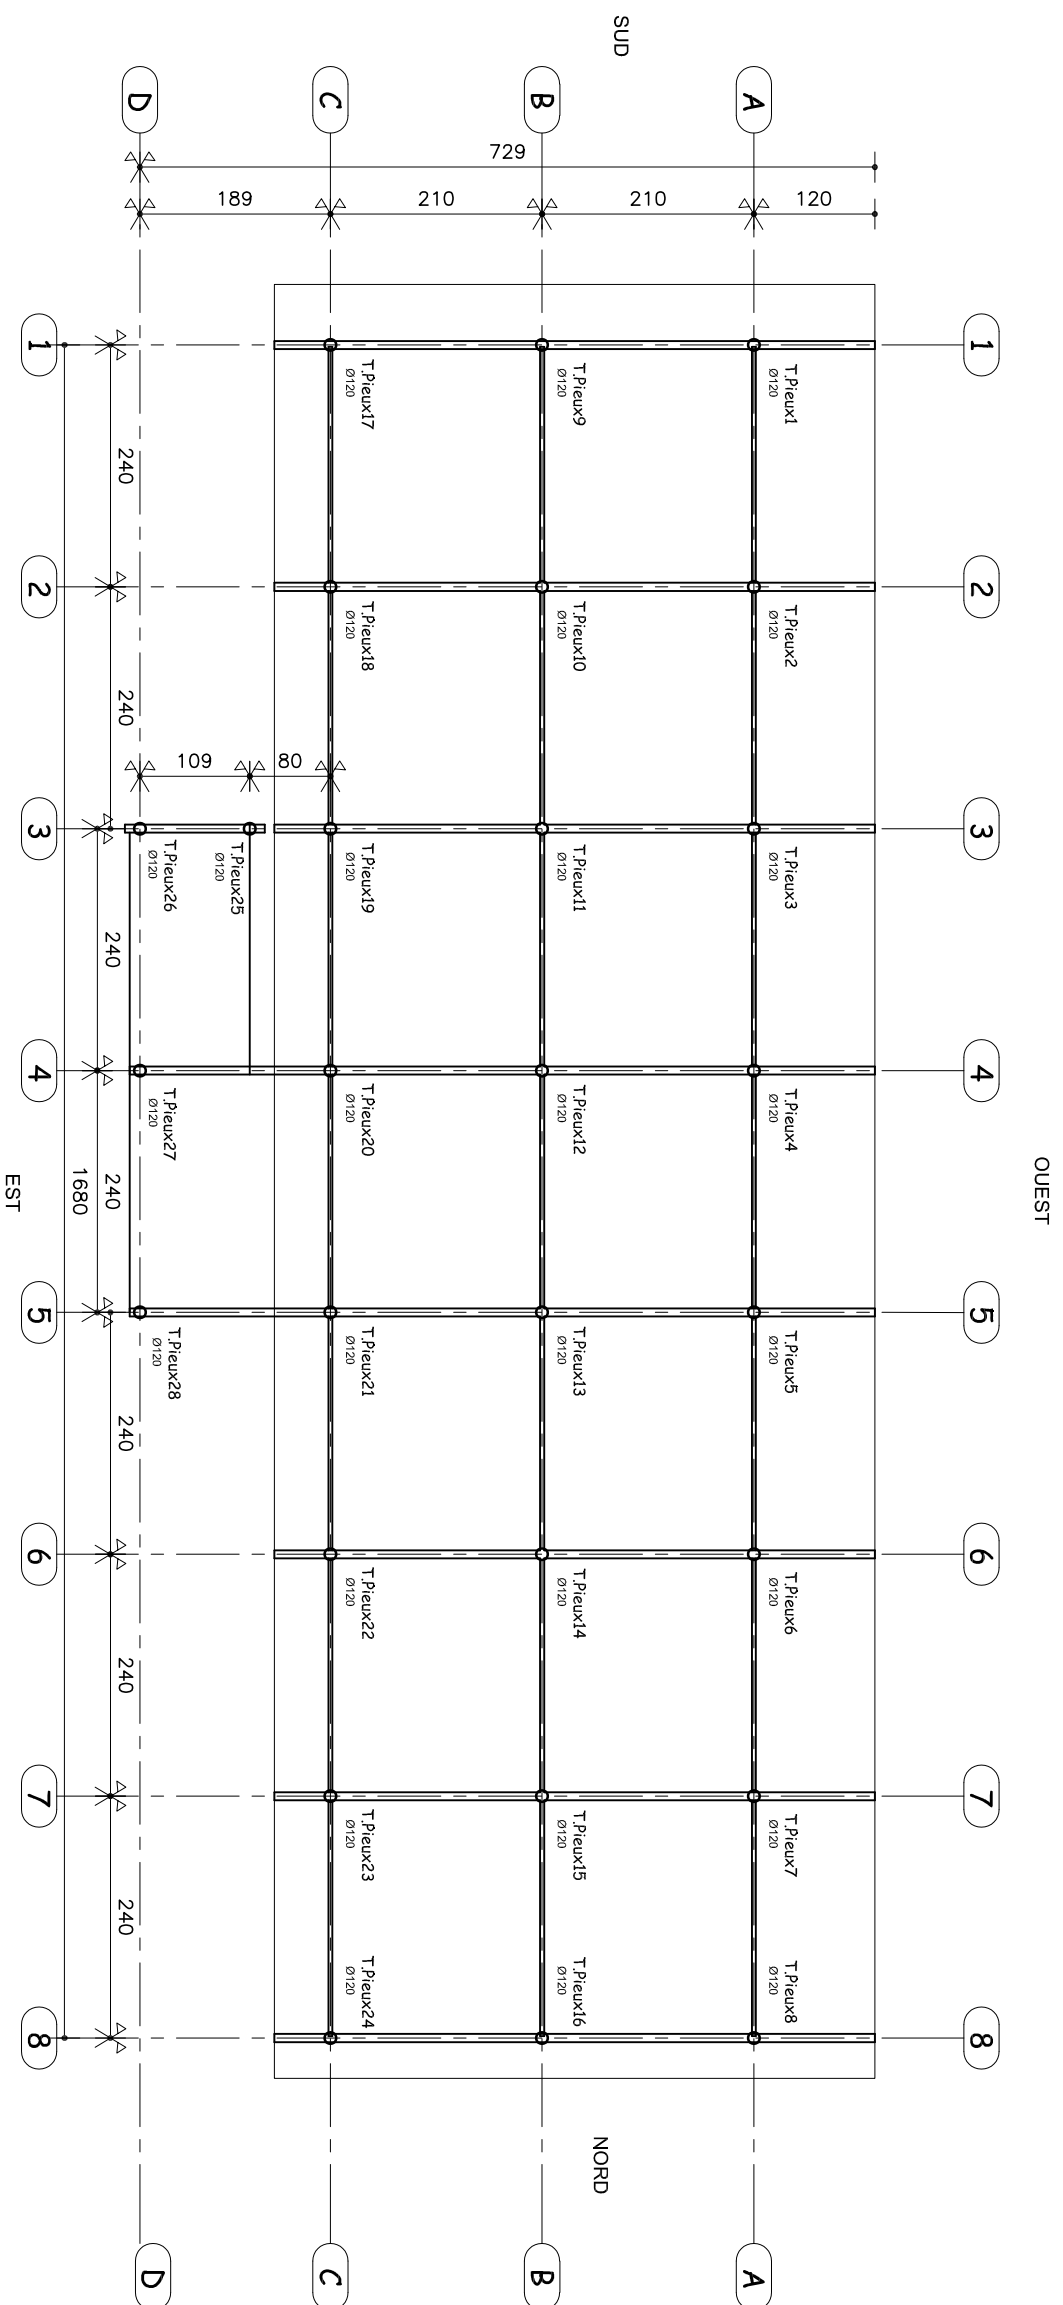 SUD
D
C
B
A
729
189
210
210
120
1
1
T.Pieux17
Ø120
T.Pieux9
Ø120
T.Pieux1
Ø120
240
2
2
T.Pieux18
Ø120
T.Pieux10
Ø120
T.Pieux2
Ø120
240
109
80
3
3
T.Pieux26
Ø120
T.Pieux25
Ø120
T.Pieux19
Ø120
T.Pieux11
Ø120
T.Pieux3
Ø120
240
4
4
T.Pieux27
Ø120
T.Pieux20
Ø120
T.Pieux12
Ø120
T.Pieux4
Ø120
EST
1680
240
OUEST
5
5
T.Pieux28
Ø120
T.Pieux21
Ø120
T.Pieux13
Ø120
T.Pieux5
Ø120
240
6
6
T.Pieux22
Ø120
T.Pieux14
Ø120
T.Pieux6
Ø120
240
7
7
T.Pieux23
Ø120
T.Pieux15
Ø120
T.Pieux7
Ø120
240
T.Pieux24
Ø120
T.Pieux16
Ø120
T.Pieux8
Ø120
8
8
NORD
D
C
B
A